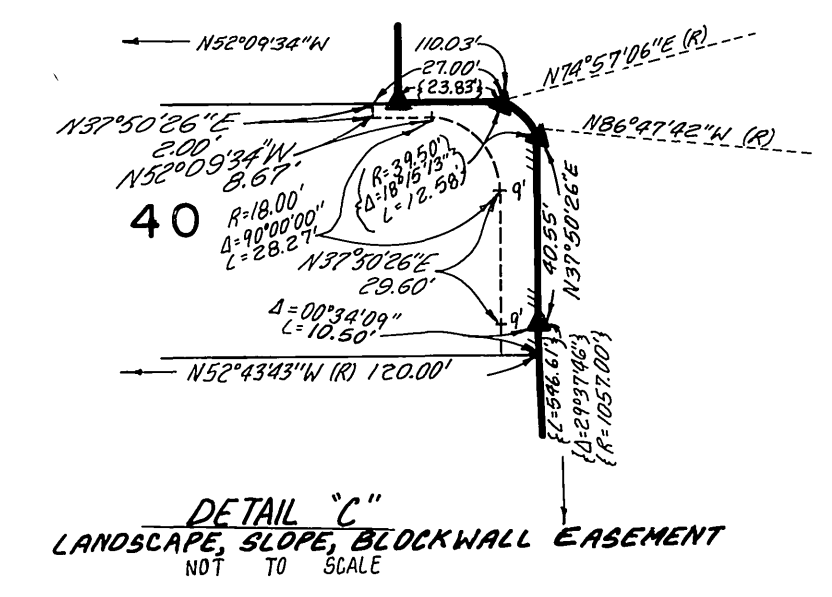 N52°09'34"W
110.03'
27.00'
{23.83'}
N74°57'06"E (R)
N37°50'26"E
2.00'
N52°09'34"W
8.67'
N86°47'42"W (R)
(R=39.50')
{Δ=18°15'13"}
L=12.58'
40
R=18.00'
Δ=90°00'00"
L=28.27'
9'
N37°50'26"E
29.60'
40.55'
N37°50'26"E
Δ=00°34'09"
L=10.50'
9'
N52°43'43"W (R) 120.00'
{L=546.61'}
{Δ=29°37'46"}
{R=1057.00'}
DETAIL "C"
LANDSCAPE, SLOPE, BLOCKWALL EASEMENT
NOT TO SCALE